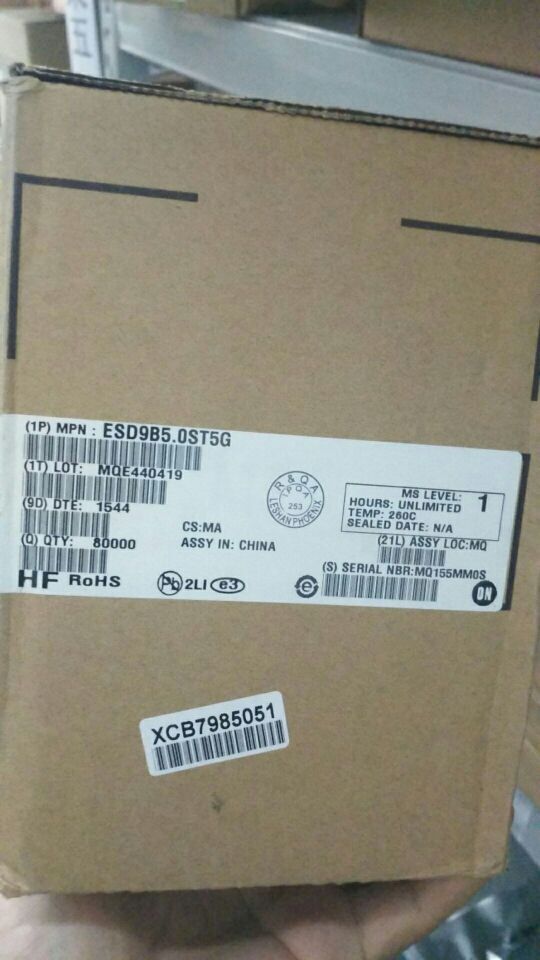 (1P) MPN : ESD9B5.0ST5G
(1T) LOT: MQE440419
(9D) DTE: 1544
(Q) QTY: 80000
CS:MA
ASSY IN: CHINA
R & QA
I.P.Q.A
253
LESHAN PHOENIX
MS LEVEL: 1
HOURS: UNLIMITED
TEMP: 260C
SEALED DATE: N/A
(21L) ASSY LOC:MQ
(S) SERIAL NBR:MQ155MM0S
HF RoHS
Pb 2LI e3
e
ON
XCB7985051